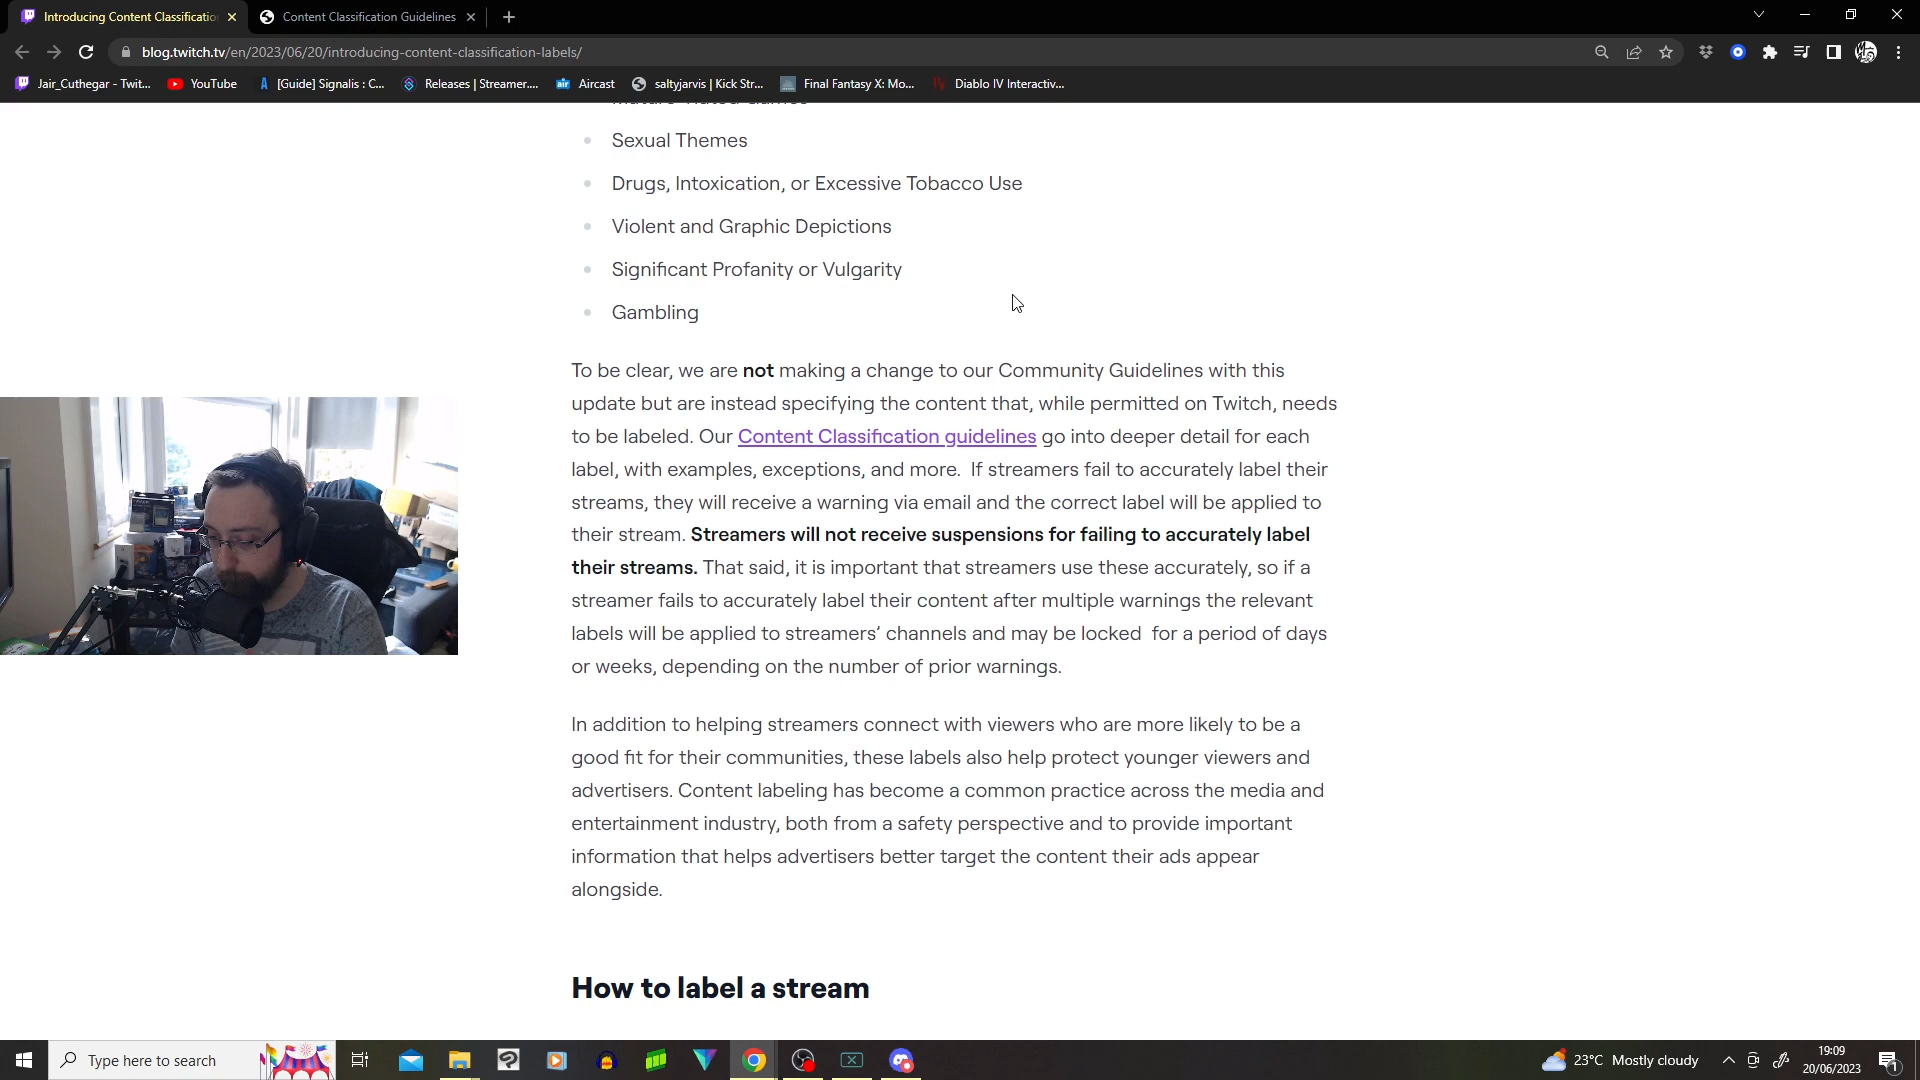 Introducing Content Classificatio
Content Classification Guidelines
blog.twitch.tv/en/2023/06/20/introducing-content-classification-labels/
Jair_Cuthegar - Twit...
YouTube
[Guide] Signalis : C...
Releases | Streamer....
Aircast
saltyjarvis | Kick Str...
Final Fantasy X: Mo...
Diablo IV Interactiv...
Sexual Themes
Drugs, Intoxication, or Excessive Tobacco Use
Violent and Graphic Depictions
Significant Profanity or Vulgarity
Gambling
To be clear, we are not making a change to our Community Guidelines with this
update but are instead specifying the content that, while permitted on Twitch, needs
to be labeled. Our Content Classification guidelines go into deeper detail for each
label, with examples, exceptions, and more.  If streamers fail to accurately label their
streams, they will receive a warning via email and the correct label will be applied to
their stream. Streamers will not receive suspensions for failing to accurately label
their streams. That said, it is important that streamers use these accurately, so if a
streamer fails to accurately label their content after multiple warnings the relevant
labels will be applied to streamers’ channels and may be locked  for a period of days
or weeks, depending on the number of prior warnings.
In addition to helping streamers connect with viewers who are more likely to be a
good fit for their communities, these labels also help protect younger viewers and
advertisers. Content labeling has become a common practice across the media and
entertainment industry, both from a safety perspective and to provide important
information that helps advertisers better target the content their ads appear
alongside.
How to label a stream
Type here to search
23°C Mostly cloudy
19:09
20/06/2023
1